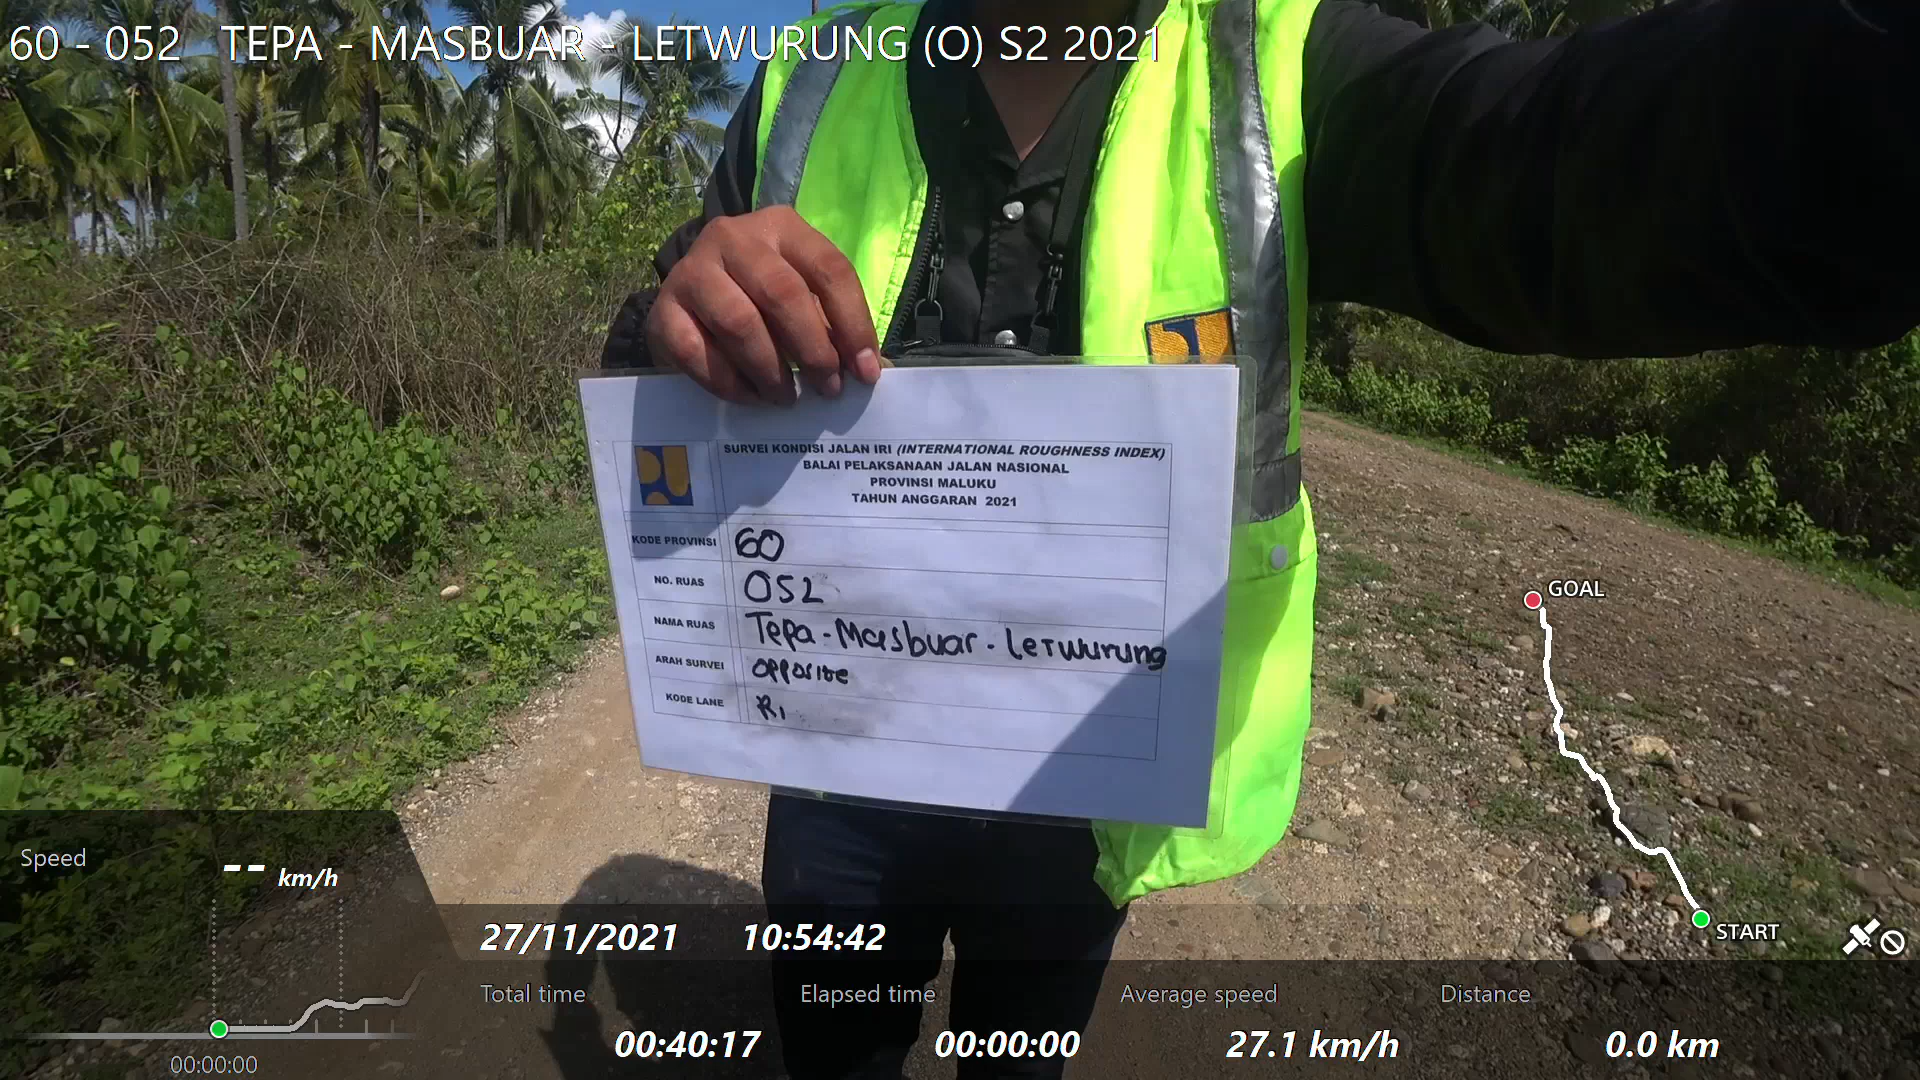 60 - 052 TEPA - MASBUAR - LETWURUNG (O) S2 2021
SURVEI KONDISI JALAN IRI (INTERNATIONAL ROUGHNESS INDEX)
BALAI PELAKSANAAN JALAN NASIONAL
PROVINSI MALUKU
TAHUN ANGGARAN 2021
KODE PROVINSI 60
NO. RUAS 052
NAMA RUAS Tepa - Masbuar - Letwurung
ARAH SURVEI Opposite
KODE LANE R1
GOAL
START
Speed
-- km/h
00:00:00
27/11/2021 10:54:42
Total time Elapsed time Average speed Distance
00:40:17 00:00:00 27.1 km/h 0.0 km